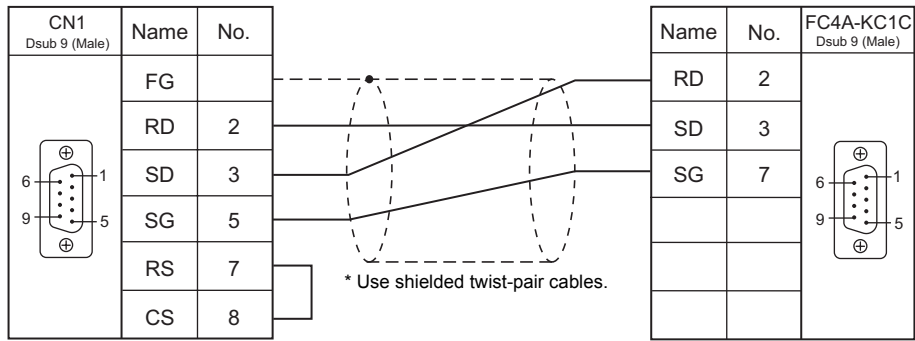 CN1
Dsub 9 (Male)
Name No.
FG
RD 2
SD 3
SG 5
RS 7
CS 8
6
1
9
5
* Use shielded twist-pair cables.
Name No.
FC4A-KC1C
Dsub 9 (Male)
RD 2
SD 3
SG 7
6
1
9
5